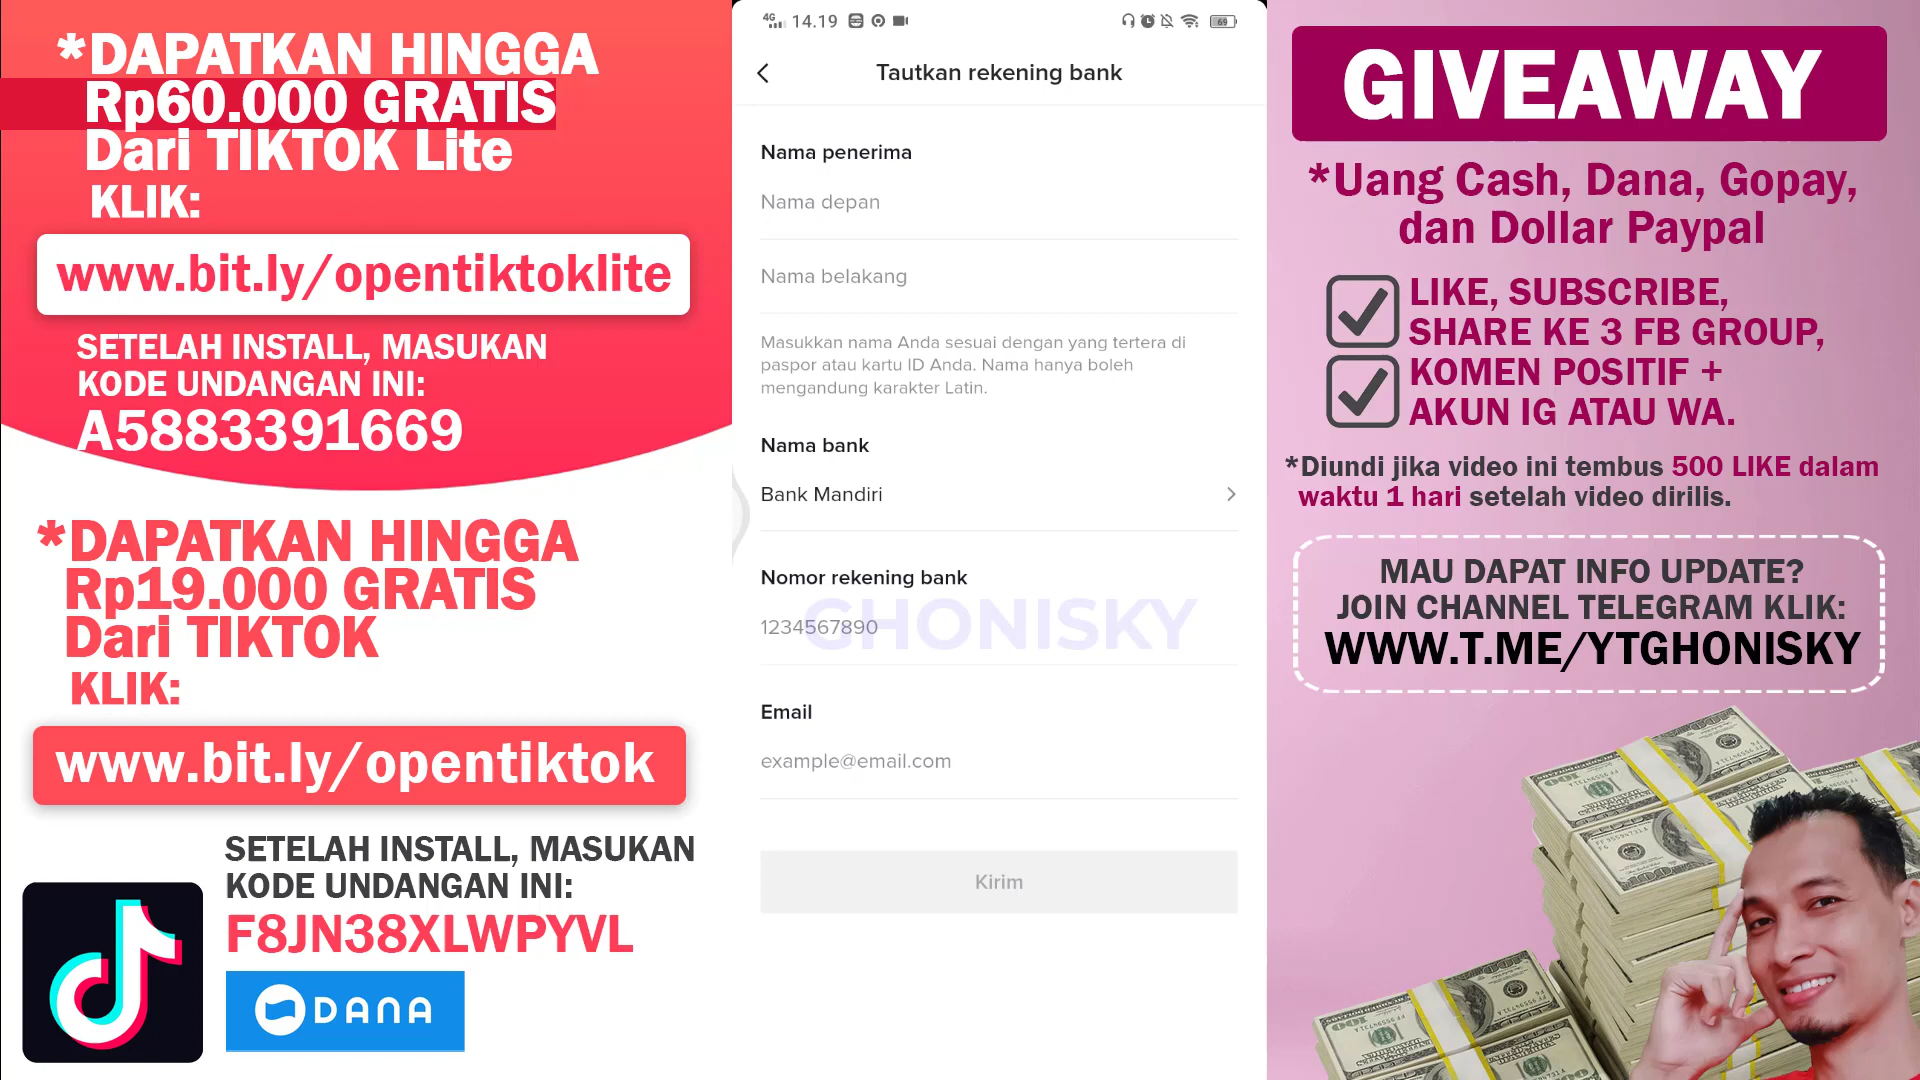 *DAPATKAN HINGGA
Rp60.000 GRATIS
Dari TIKTOK Lite
KLIK:
www.bit.ly/opentiktoklite
SETELAH INSTALL, MASUKAN
KODE UNDANGAN INI:
A5883391669
*DAPATKAN HINGGA
Rp19.000 GRATIS
Dari TIKTOK
KLIK:
www.bit.ly/opentiktok
SETELAH INSTALL, MASUKAN
KODE UNDANGAN INI:
F8JN38XLWPYVL
DANA
4G 14.19
69
Tautkan rekening bank
Nama penerima
Nama depan
Nama belakang
Masukkan nama Anda sesuai dengan yang tertera di
paspor atau kartu ID Anda. Nama hanya boleh
mengandung karakter Latin.
Nama bank
Bank Mandiri
Nomor rekening bank
1234567890
GHONISKY
Email
example@email.com
Kirim
GIVEAWAY
*Uang Cash, Dana, Gopay,
dan Dollar Paypal
LIKE, SUBSCRIBE,
SHARE KE 3 FB GROUP,
KOMEN POSITIF +
AKUN IG ATAU WA.
*Diundi jika video ini tembus 500 LIKE dalam
waktu 1 hari setelah video dirilis.
MAU DAPAT INFO UPDATE?
JOIN CHANNEL TELEGRAM KLIK:
WWW.T.ME/YTGHONISKY